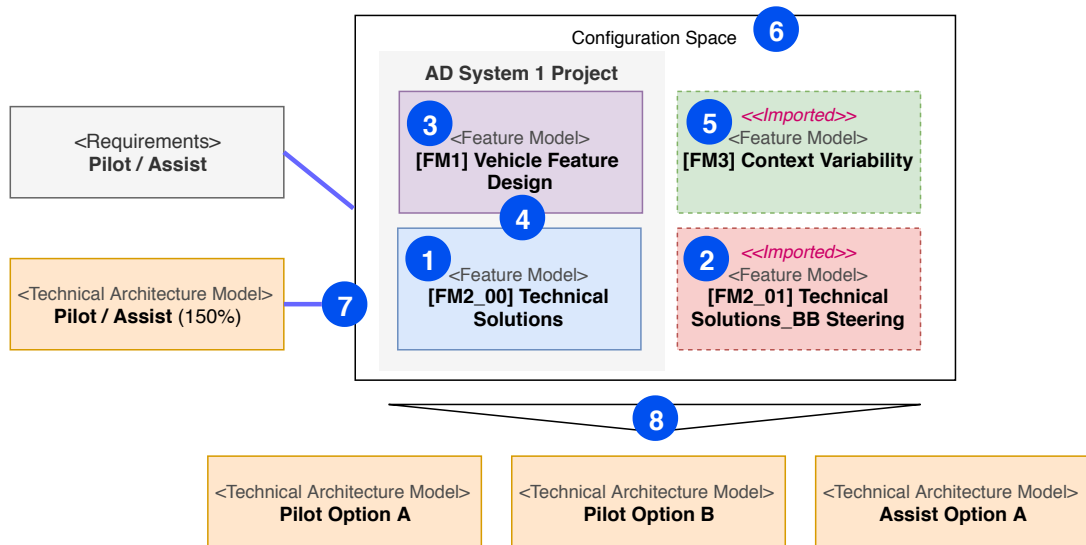 Configuration Space
6
AD System 1 Project
<Requirements>
Pilot / Assist
3
<Feature Model>
[FM1] Vehicle Feature
Design
5
<<Imported>>
<Feature Model>
[FM3] Context Variability
4
<Technical Architecture Model>
Pilot / Assist (150%)
7
1
<Feature Model>
[FM2_00] Technical
Solutions
2
<<Imported>>
<Feature Model>
[FM2_01] Technical
Solutions_BB Steering
8
<Technical Architecture Model>
Pilot Option A
<Technical Architecture Model>
Pilot Option B
<Technical Architecture Model>
Assist Option A